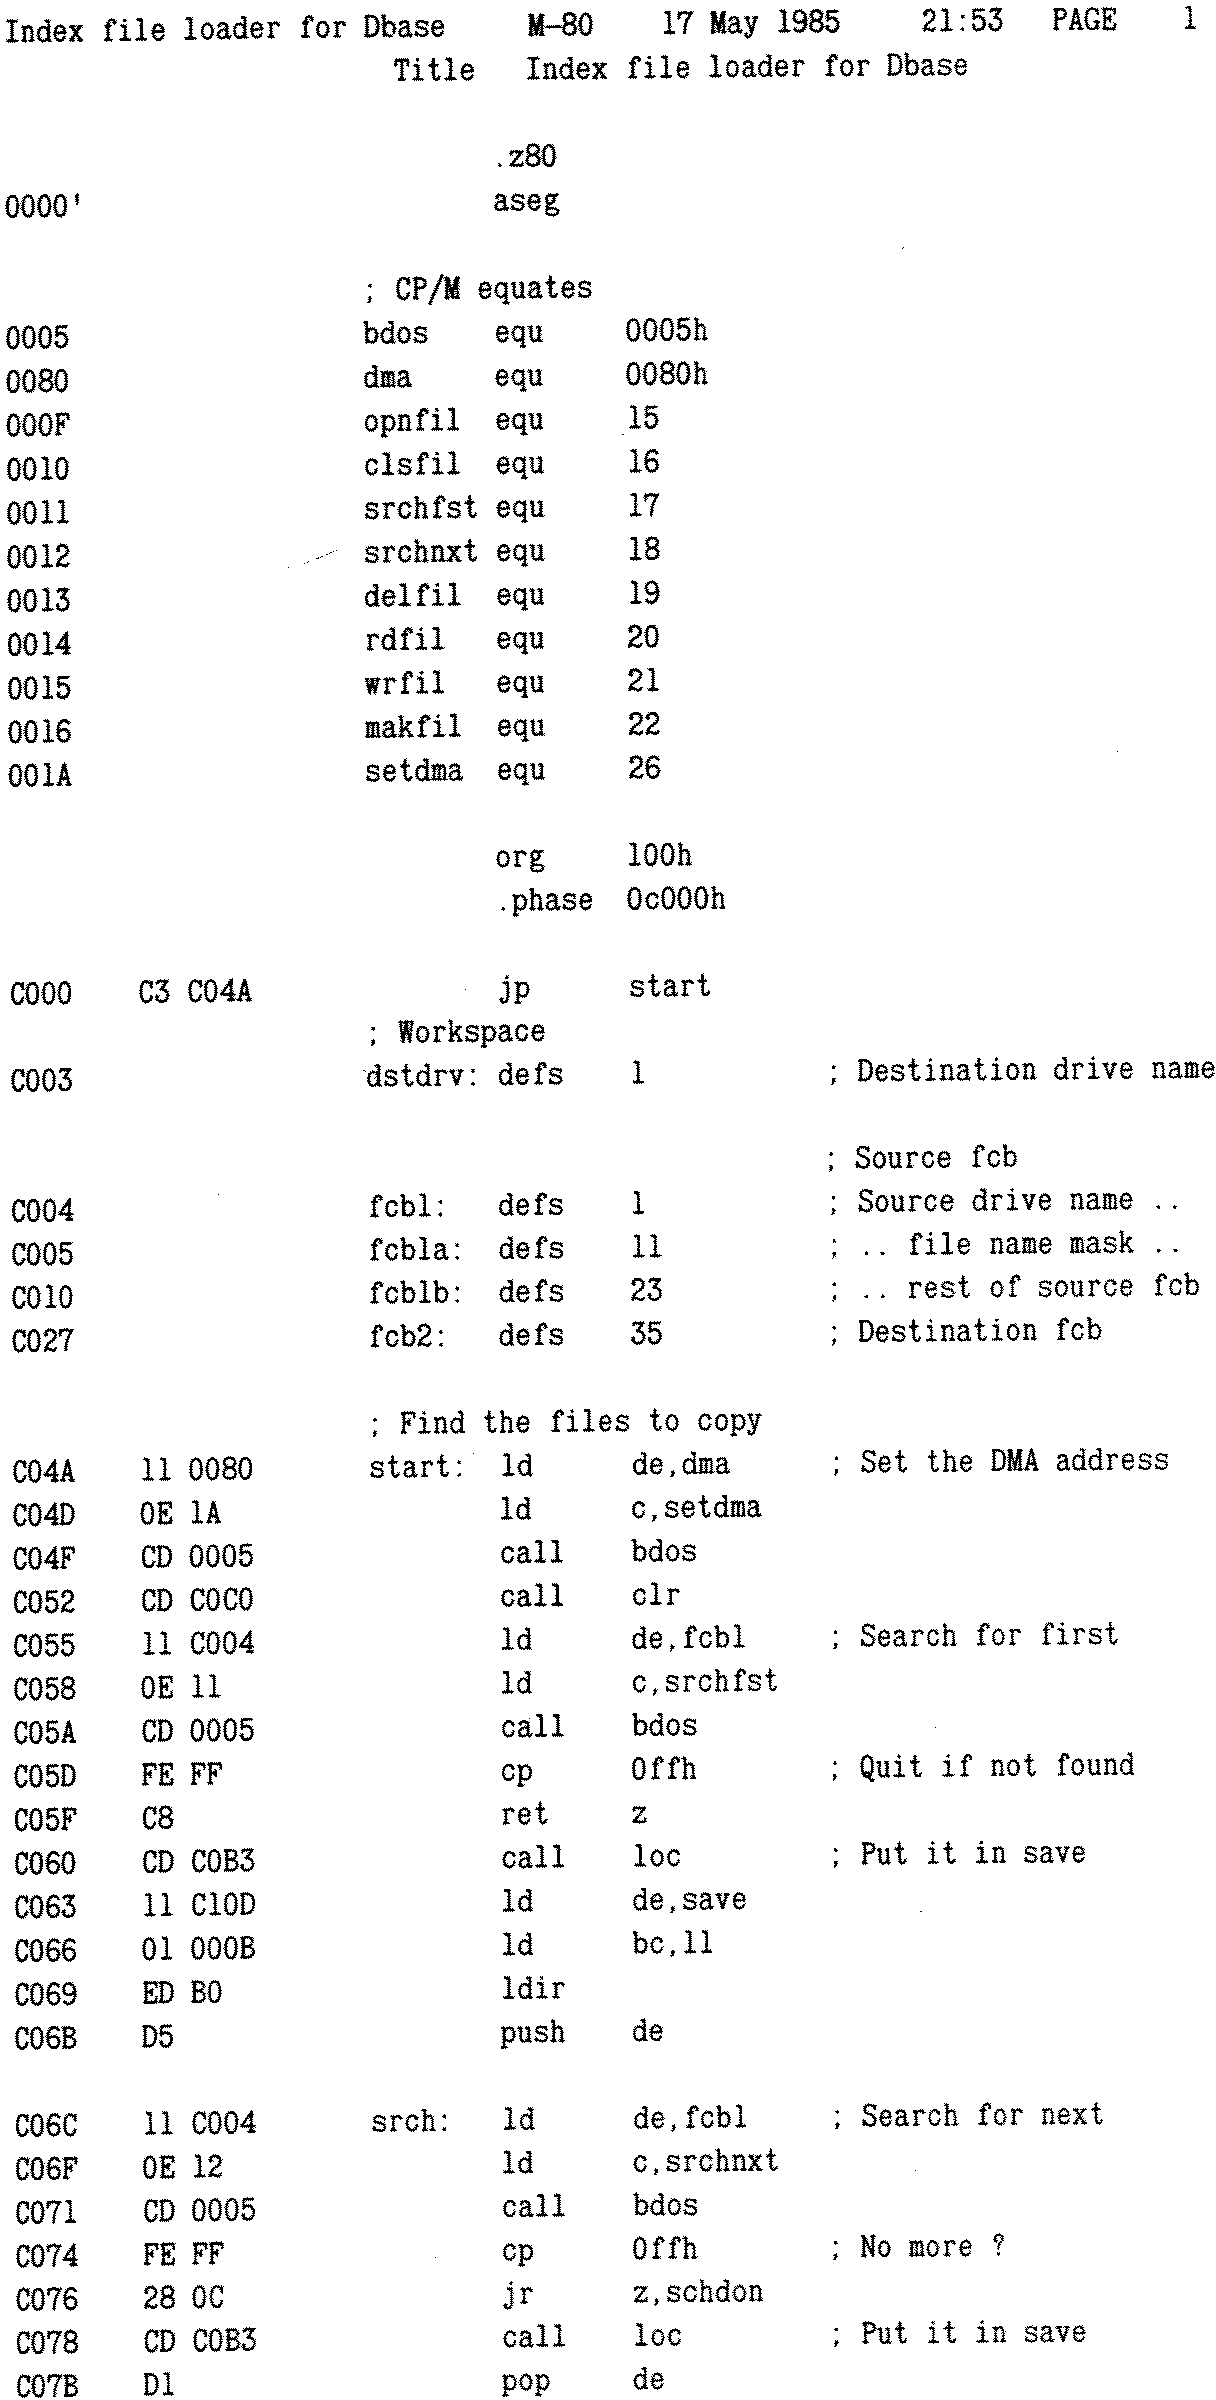 Index file loader for Dbase M-80 17 May 1985 21:53 PAGE 1
Title Index file loader for Dbase
.z80
0000' aseg
; CP/M equates
0005 bdos equ 0005h
0080 dma equ 0080h
000F opnfil equ 15
0010 clsfil equ 16
0011 srchfst equ 17
0012 srchnxt equ 18
0013 delfil equ 19
0014 rdfil equ 20
0015 wrfil equ 21
0016 makfil equ 22
001A setdma equ 26
org 100h
.phase 0c000h
C000 C3 C04A jp start
; Workspace
C003 dstdrv: defs 1 ; Destination drive name
; Source fcb
C004 fcb1: defs 1 ; Source drive name ..
C005 fcb1a: defs 11 ; .. file name mask ..
C010 fcb1b: defs 23 ; .. rest of source fcb
C027 fcb2: defs 35 ; Destination fcb
; Find the files to copy
C04A 11 0080 start: ld de,dma ; Set the DMA address
C04D 0E 1A ld c,setdma
C04F CD 0005 call bdos
C052 CD C0C0 call clr
C055 11 C004 ld de,fcb1 ; Search for first
C058 0E 11 ld c,srchfst
C05A CD 0005 call bdos
C05D FE FF cp 0ffh ; Quit if not found
C05F C8 ret z
C060 CD C0B3 call loc ; Put it in save
C063 11 C10D ld de,save
C066 01 000B ld bc,11
C069 ED B0 ldir
C06B D5 push de
C06C 11 C004 srch: ld de,fcb1 ; Search for next
C06F 0E 12 ld c,srchnxt
C071 CD 0005 call bdos
C074 FE FF cp 0ffh ; No more ?
C076 28 0C jr z,schdon
C078 CD C0B3 call loc ; Put it in save
C07B D1 pop de